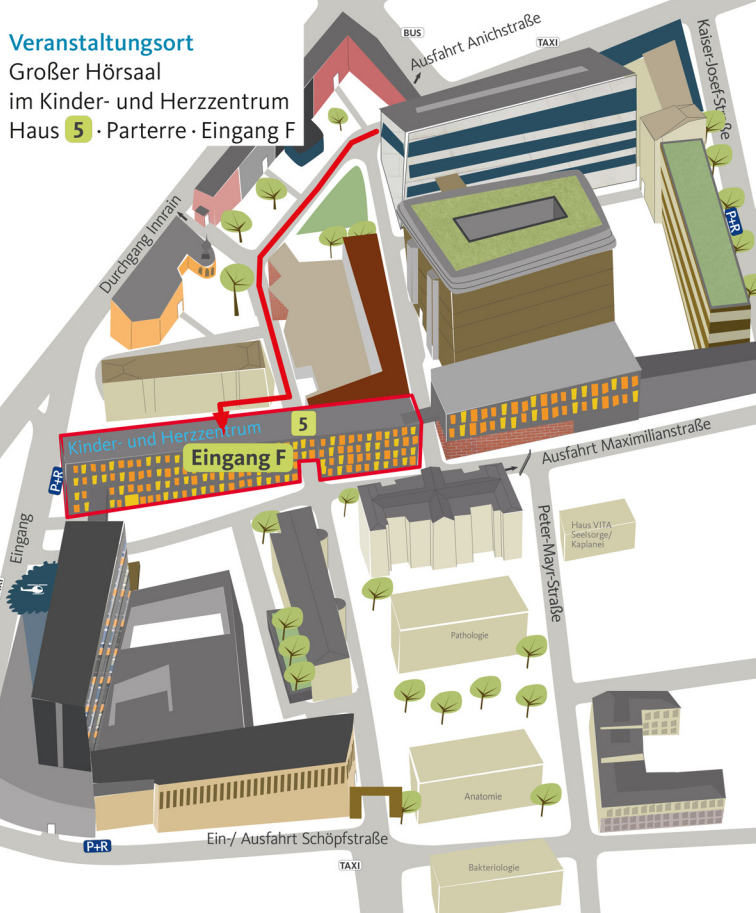 Veranstaltungsort
Großer Hörsaal
im Kinder- und Herzzentrum
Haus 5 · Parterre · Eingang F
BUS
Ausfahrt Anichstraße
TAXI
Kaiser-Josef-Straße
P+R
Durchgang Innrain
Kinder- und Herzzentrum
5
Eingang F
P+R
Ausfahrt Maximilianstraße
Eingang
Peter-Mayr-Straße
Haus VITA
Seelsorge/
Kaplanei
Pathologie
Anatomie
Ein-/ Ausfahrt Schöpfstraße
P+R
TAXI
Bakteriologie